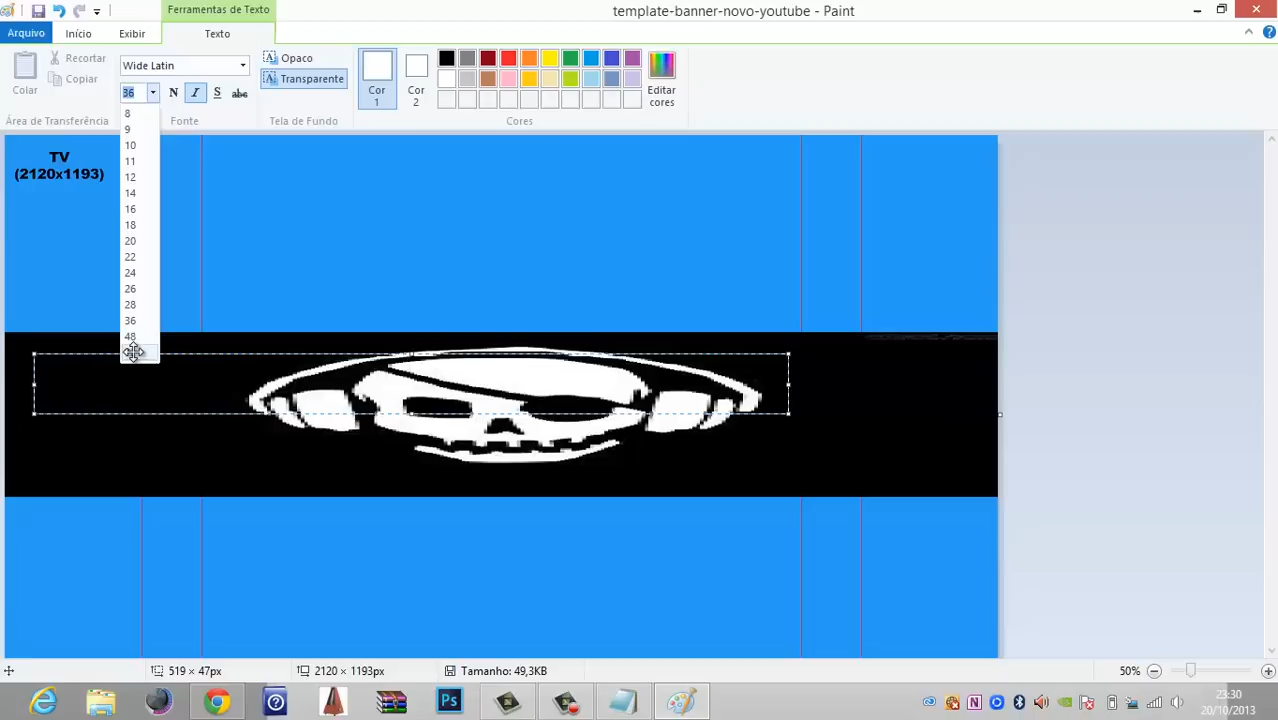 Ferramentas de Texto
template-banner-novo-youtube - Paint
Arquivo
Início
Exibir
Texto
Colar
Recortar
Copiar
Wide Latin
36
N
I
S
abc
A Opaco
A Transparente
Cor 1
Cor 2
Editar cores
Área de Transferência
Fonte
Tela de Fundo
Cores
8
9
10
11
12
14
16
18
20
22
24
26
28
36
48
TV
(2120x1193)
519 × 47px
2120 × 1193px
Tamanho: 49,3KB
50%
Ps
N
23:30
20/10/2013